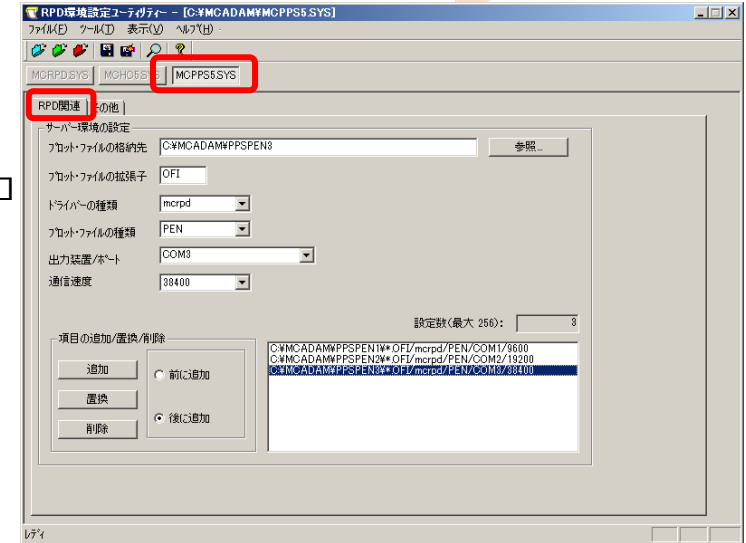 RPD環境設定ユーティリティー - [C:¥MCADAM¥MCPPS5.SYS]
ファイル(F) ツール(T) 表示(V) ヘルプ(H)
MCRPD.SYS MCHC5SYS MCPPS5.SYS
RPD関連 その他
サーバー環境の設定
プロット・ファイルの格納先 C:¥MCADAM¥PPSPEN3 参照...
プロット・ファイルの拡張子 OFI
ドライバーの種類 mcrpd
プロット・ファイルの種類 PEN
出力装置/ポート COM3
通信速度 38400
設定数(最大 256): 3
項目の追加/置換/削除
追加
置換
削除
前に追加
後に追加
C:¥MCADAM¥PPSPEN1¥*.OFI/mcrpd/PEN/COM1/9600
C:¥MCADAM¥PPSPEN2¥*.OFI/mcrpd/PEN/COM2/19200
C:¥MCADAM¥PPSPEN3¥*.OFI/mcrpd/PEN/COM3/38400
レディ